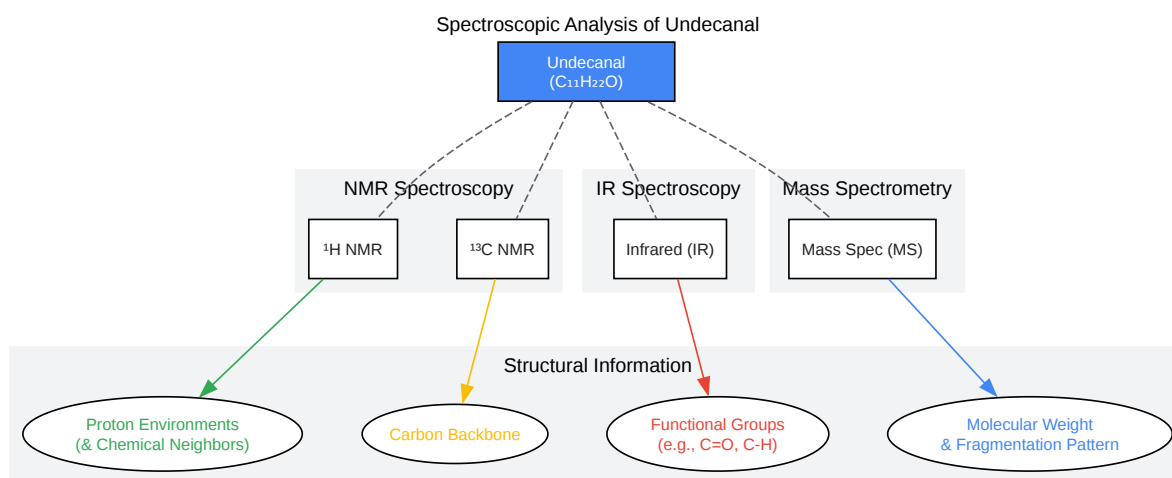 Spectroscopic Analysis of Undecanal
Undecanal
(C₁₁H₂₂O)
NMR Spectroscopy
IR Spectroscopy
Mass Spectrometry
¹H NMR
¹³C NMR
Infrared (IR)
Mass Spec (MS)
Structural Information
Proton Environments
(& Chemical Neighbors)
Carbon Backbone
Functional Groups
(e.g., C=O, C-H)
Molecular Weight
& Fragmentation Pattern